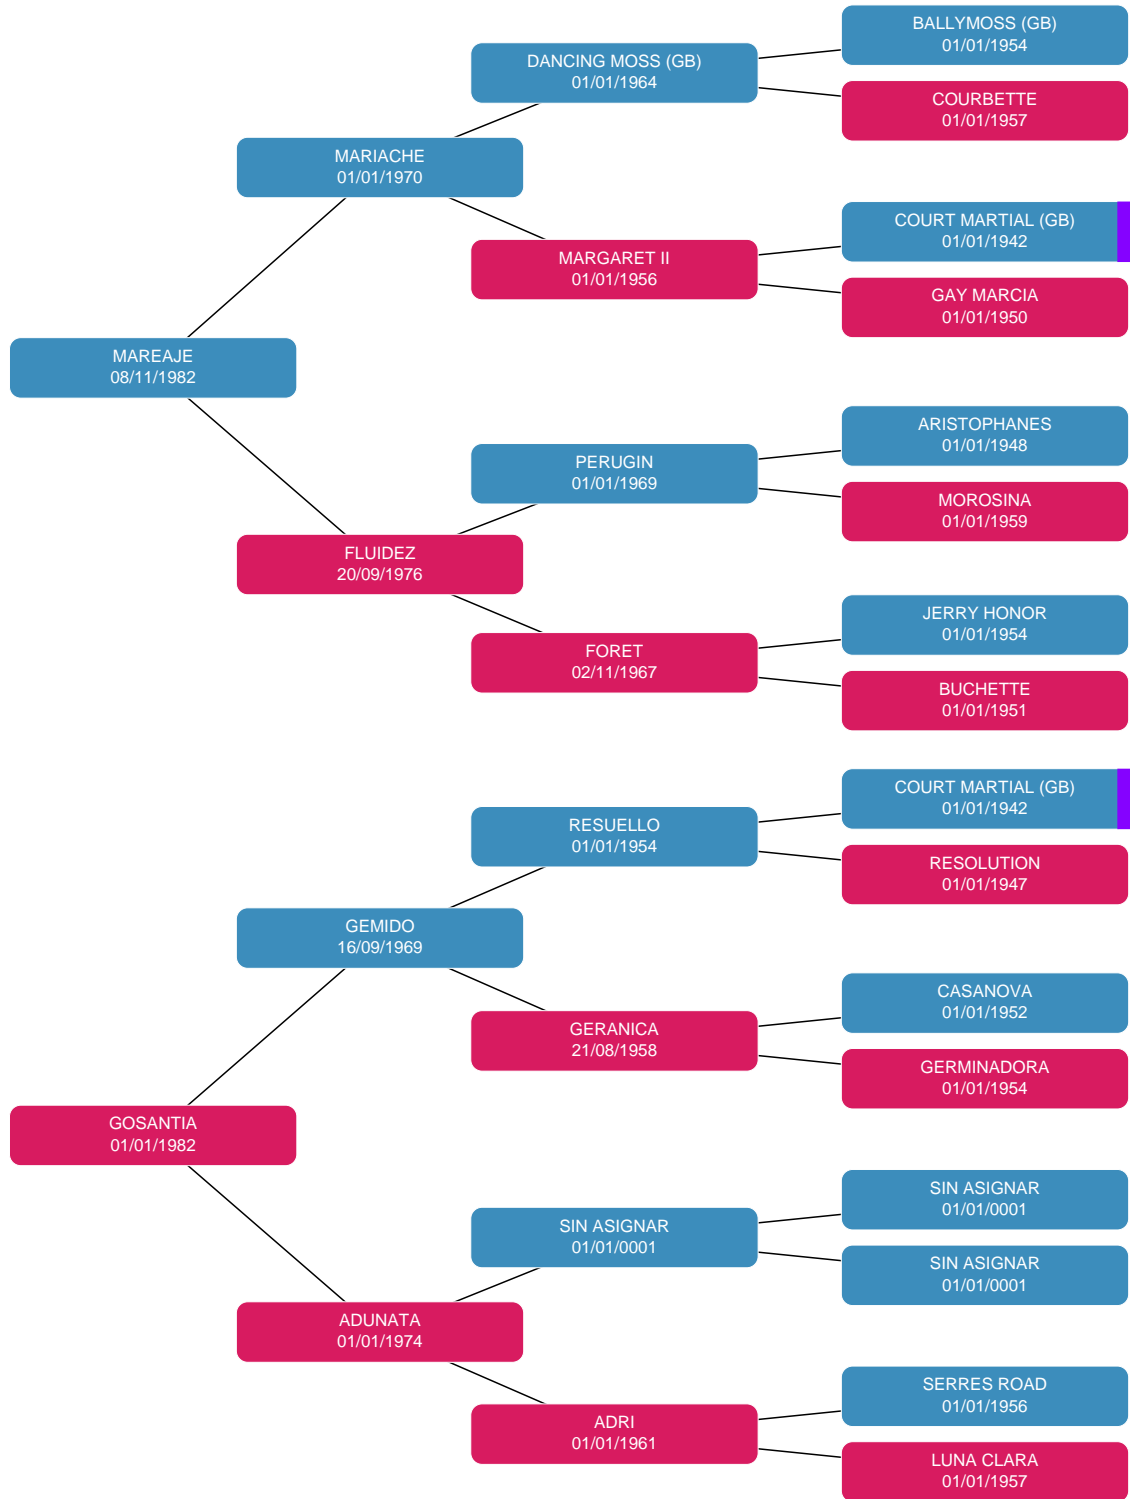 BALLYMOSS (GB)
01/01/1954
DANCING MOSS (GB)
01/01/1964
COURBETTE
01/01/1957
MARIACHE
01/01/1970
COURT MARTIAL (GB)
01/01/1942
MARGARET II
01/01/1956
GAY MARCIA
01/01/1950
MAREAJE
08/11/1982
ARISTOPHANES
01/01/1948
PERUGIN
01/01/1969
MOROSINA
01/01/1959
FLUIDEZ
20/09/1976
JERRY HONOR
01/01/1954
FORET
02/11/1967
BUCHETTE
01/01/1951
COURT MARTIAL (GB)
01/01/1942
RESUELLO
01/01/1954
RESOLUTION
01/01/1947
GEMIDO
16/09/1969
CASANOVA
01/01/1952
GERANICA
21/08/1958
GERMINADORA
01/01/1954
GOSANTIA
01/01/1982
SIN ASIGNAR
01/01/0001
SIN ASIGNAR
01/01/0001
SIN ASIGNAR
01/01/0001
ADUNATA
01/01/1974
SERRES ROAD
01/01/1956
ADRI
01/01/1961
LUNA CLARA
01/01/1957